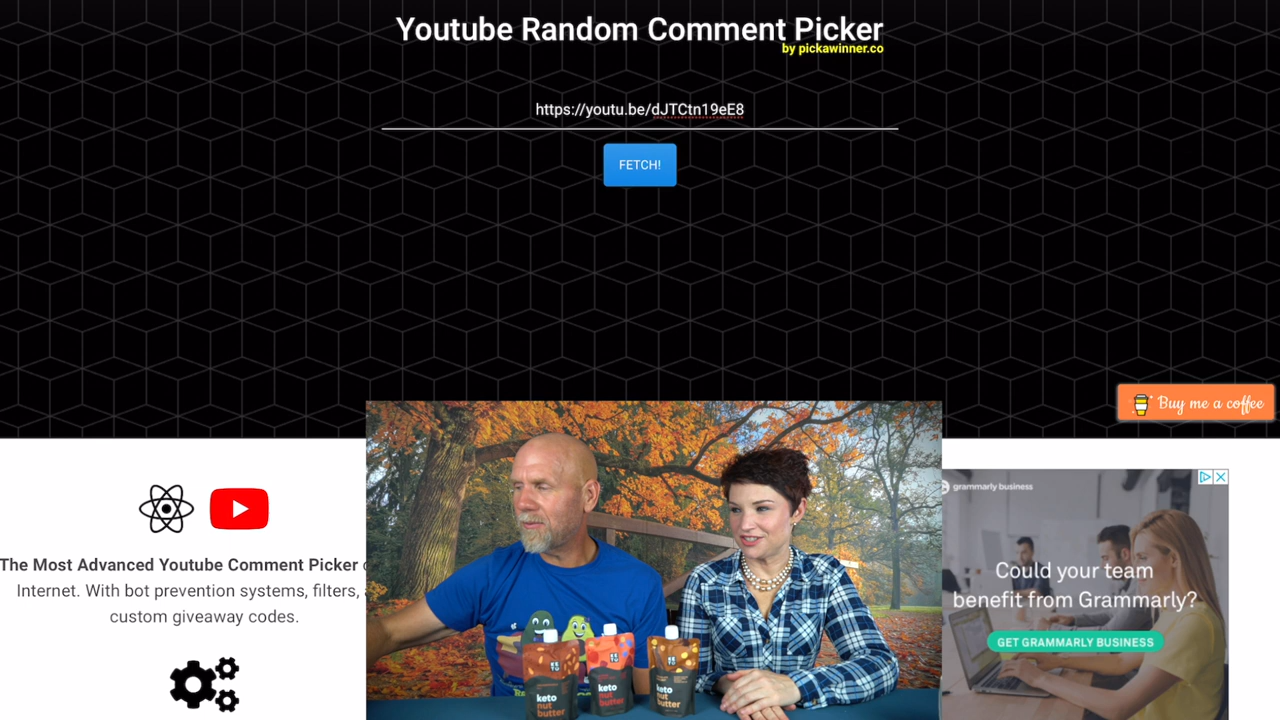 Youtube Random Comment Picker
by pickawinner.co
https://youtu.be/dJTCtn19eE8
FETCH!
Buy me a coffee
The Most Advanced Youtube Comment Picker
Internet. With bot prevention systems, filters,
custom giveaway codes.
grammarly business
Could your team
benefit from Grammarly?
GET GRAMMARLY BUSINESS
keto
nut
butter
keto
nut
butter
keto
nut
butter